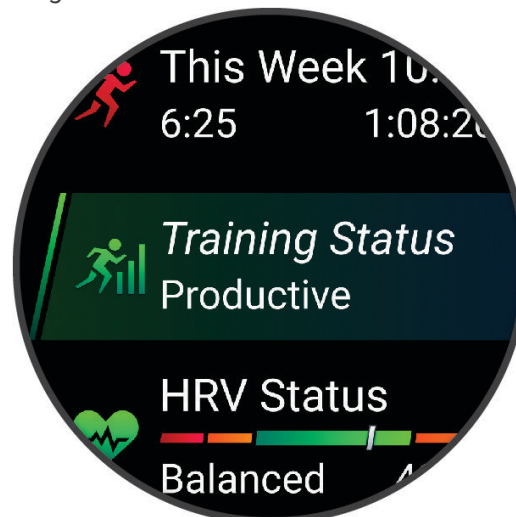 This Week
6:25
Training Status
Productive
HRV Status
Balanced